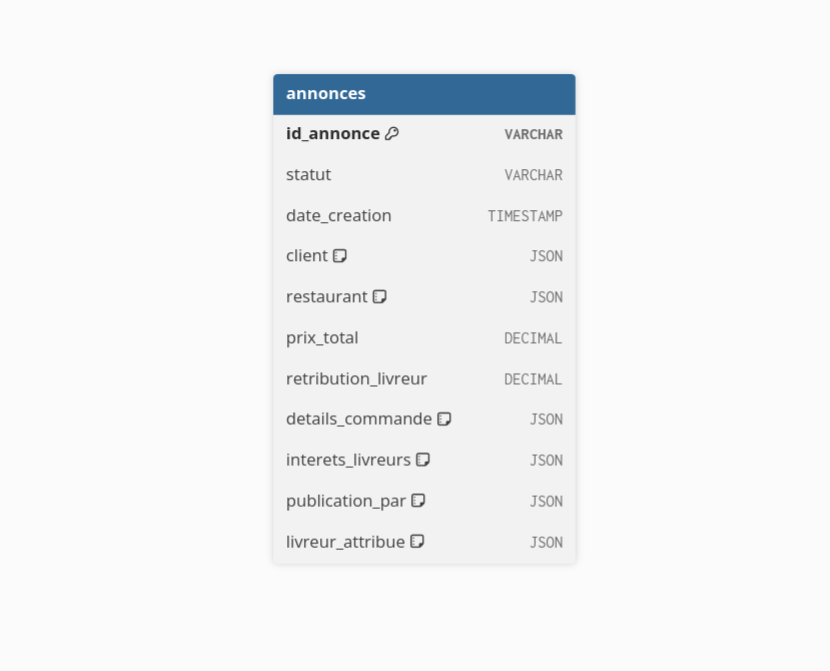 annonces
id_annonce VARCHAR
statut VARCHAR
date_creation TIMESTAMP
client JSON
restaurant JSON
prix_total DECIMAL
retribution_livreur DECIMAL
details_commande JSON
interets_livreurs JSON
publication_par JSON
livreur_attribue JSON